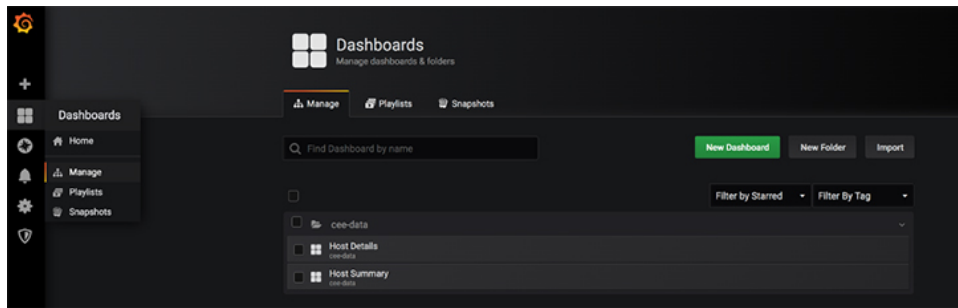 Dashboards
Manage dashboards & folders
Manage Playlists Snapshots
Dashboards
Home
Manage
Playlists
Snapshots
Find Dashboard by name
New Dashboard New Folder Import
Filter by Starred Filter By Tag
cee-data
Host Details
cee-data
Host Summary
cee-data